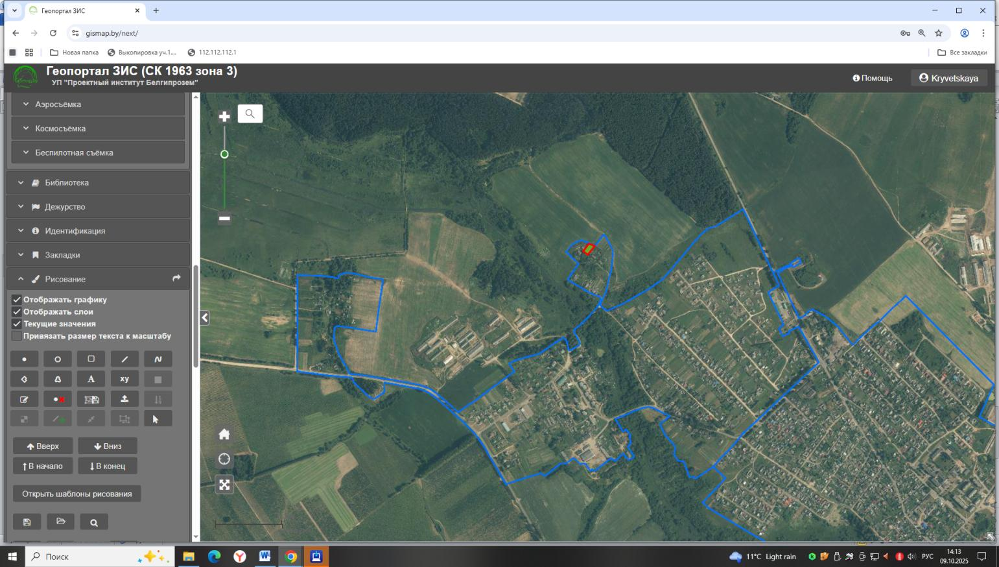 Геопортал ЗИС
gismap.by/next/
Новая папка
Выкопировка уч.1....
112.112.112.1
Все закладки
Геопортал ЗИС (СК 1963 зона 3)
УП "Проектный институт Белгипрозем"
Помощь
Kryvetskaya
Аэросъёмка
Космосъёмка
Беспилотная съёмка
Библиотека
Дежурство
Идентификация
Закладки
Рисование
Отображать графику
Отображать слои
Текущие значения
Привязать размер текста к масштабу
A
xy
Вверх
Вниз
В начало
В конец
Открыть шаблоны рисования
Поиск
11°C Light rain
РУС
14:13
09.10.2025